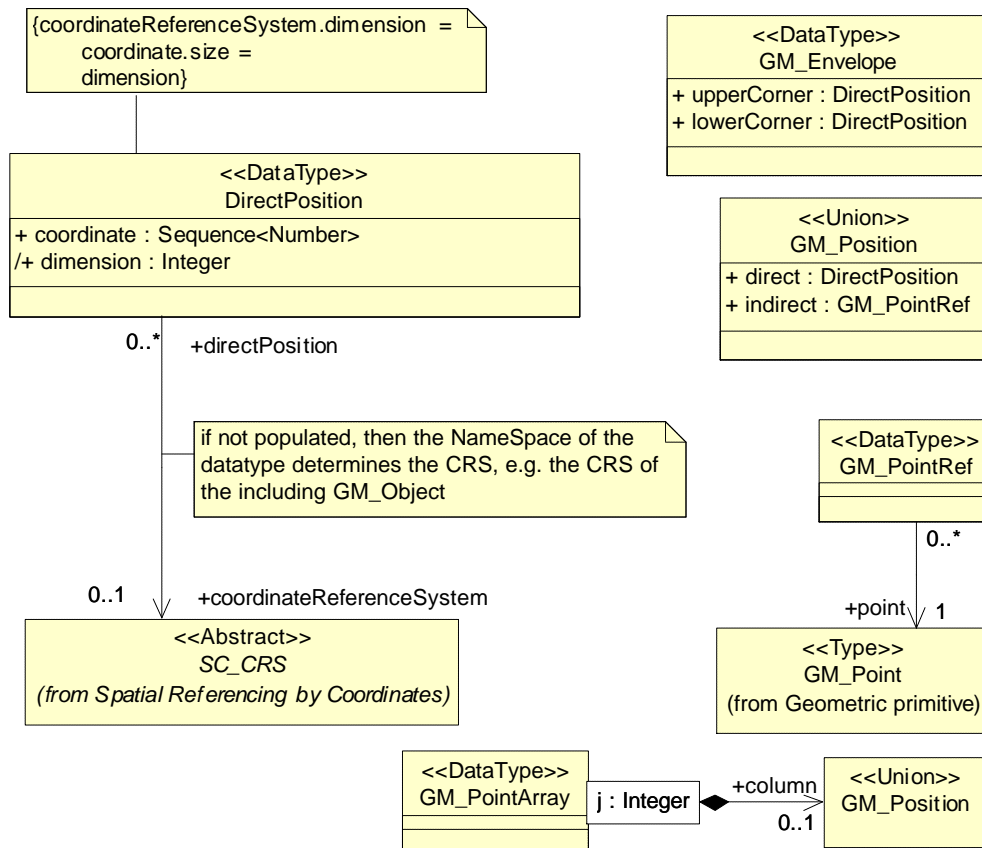 {coordinateReferenceSystem.dimension =
coordinate.size =
dimension}
<<DataType>>
DirectPosition
+ coordinate : Sequence<Number>
/+ dimension : Integer
0..*
+directPosition
if not populated, then the NameSpace of the
datatype determines the CRS, e.g. the CRS of
the including GM_Object
0..1
+coordinateReferenceSystem
<<Abstract>>
SC_CRS
(from Spatial Referencing by Coordinates)
<<DataType>>
GM_Envelope
+ upperCorner : DirectPosition
+ lowerCorner : DirectPosition
<<Union>>
GM_Position
+ direct : DirectPosition
+ indirect : GM_PointRef
<<DataType>>
GM_PointRef
0..*
+point
1
<<Type>>
GM_Point
(from Geometric primitive)
<<DataType>>
GM_PointArray
j : Integer
+column
0..1
<<Union>>
GM_Position